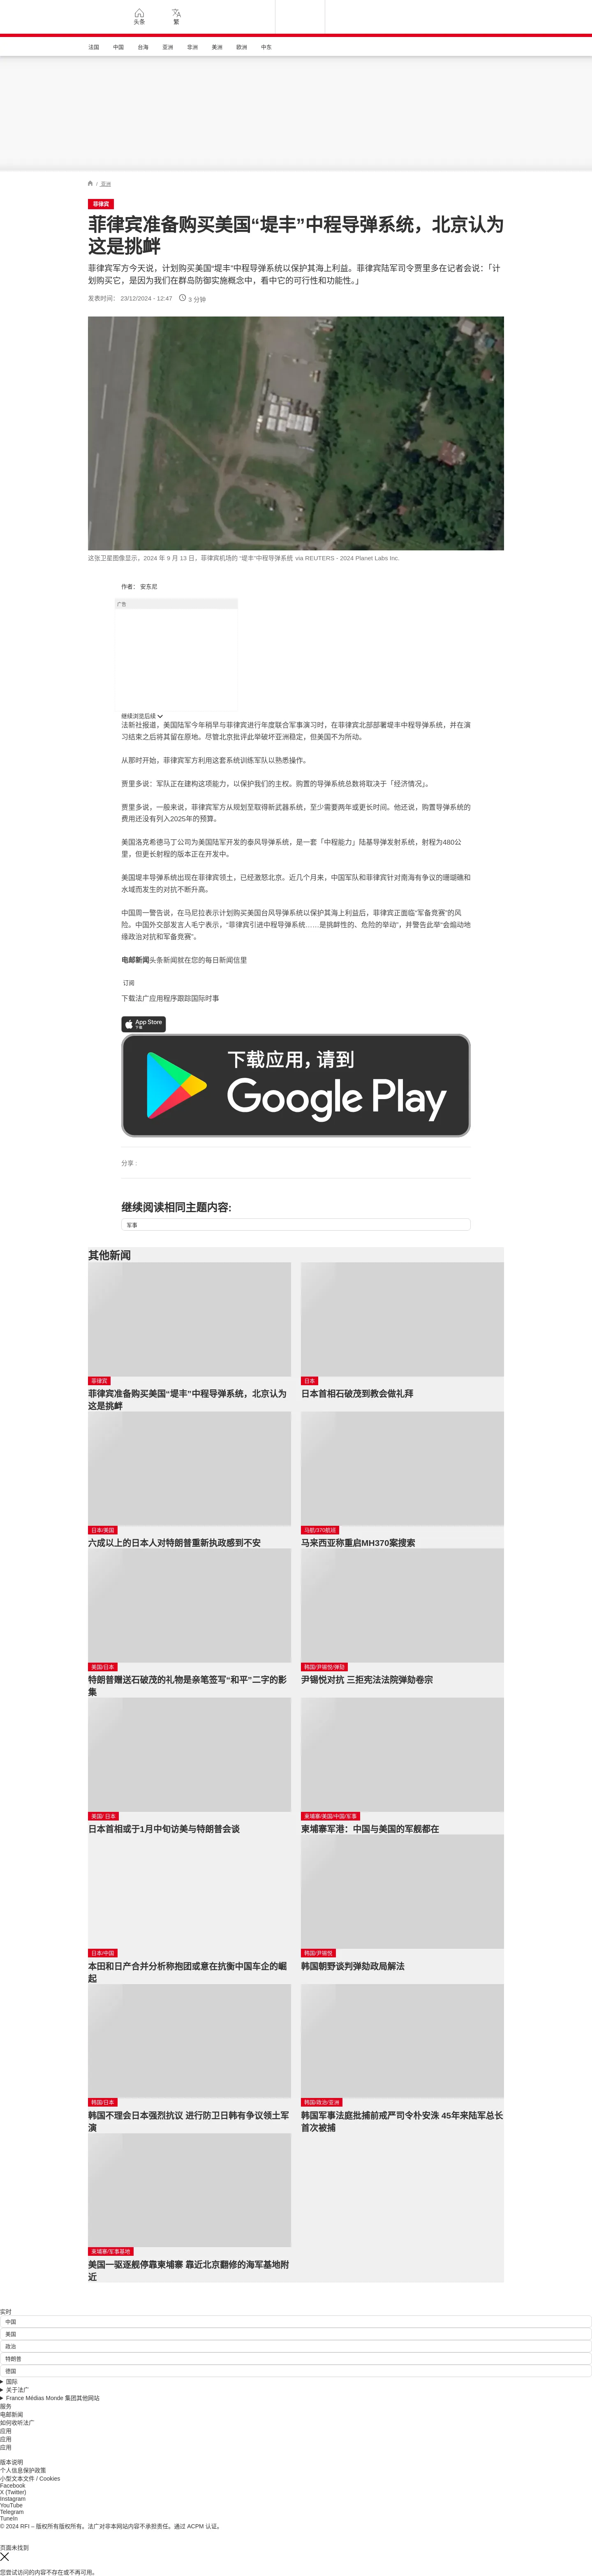 头条
繁
法国 中国 台海 亚洲 非洲 美洲 欧洲 中东
/ 亚洲
菲律宾
菲律宾准备购买美国“堤丰”中程导弹系统，北京认为
这是挑衅
菲律宾军方今天说，计划购买美国“堤丰”中程导弹系统以保护其海上利益。菲律宾陆军司令贾里多在记者会说：「计
划购买它，是因为我们在群岛防御实施概念中，看中它的可行性和功能性。」
发表时间： 23/12/2024 - 12:47 3 分钟
这张卫星图像显示，2024 年 9 月 13 日，菲律宾机场的 “堤丰”中程导弹系统 via REUTERS - 2024 Planet Labs Inc.
作者： 安东尼
广告
继续浏览后续
法新社报道，美国陆军今年稍早与菲律宾进行年度联合军事演习时，在菲律宾北部部署堤丰中程导弹系统，并在演
习结束之后将其留在原地。尽管北京批评此举破坏亚洲稳定，但美国不为所动。
从那时开始，菲律宾军方利用这套系统训练军队以熟悉操作。
贾里多说：军队正在建构这项能力，以保护我们的主权。购置的导弹系统总数将取决于「经济情况」。
贾里多说，一般来说，菲律宾军方从规划至取得新武器系统，至少需要两年或更长时间。他还说，购置导弹系统的
费用还没有列入2025年的预算。
美国洛克希德马丁公司为美国陆军开发的泰风导弹系统，是一套「中程能力」陆基导弹发射系统，射程为480公
里，但更长射程的版本正在开发中。
美国堤丰导弹系统出现在菲律宾领土，已经激怒北京。近几个月来，中国军队和菲律宾针对南海有争议的珊瑚礁和
水域而发生的对抗不断升高。
中国周一警告说，在马尼拉表示计划购买美国台风导弹系统以保护其海上利益后，菲律宾正面临“军备竞赛”的风
险。中国外交部发言人毛宁表示，“菲律宾引进中程导弹系统……是挑衅性的、危险的举动”，并警告此举“会煽动地
缘政治对抗和军备竞赛”。
电邮新闻头条新闻就在您的每日新闻信里
订阅
下载法广应用程序跟踪国际时事
App Store
下载
下载应用，请到
Google Play
分享 :
继续阅读相同主题内容:
军事
其他新闻
菲律宾
菲律宾准备购买美国“堤丰”中程导弹系统，北京认为
这是挑衅
日本
日本首相石破茂到教会做礼拜
日本/美国
六成以上的日本人对特朗普重新执政感到不安
马航/370航班
马来西亚称重启MH370案搜索
美国/日本
特朗普赠送石破茂的礼物是亲笔签写”和平”二字的影
集
韩国/尹锡悦/弹劾
尹锡悦对抗 三拒宪法法院弹劾卷宗
美国/ 日本
日本首相或于1月中旬访美与特朗普会谈
柬埔寨/美国/中国/军事
柬埔寨军港：中国与美国的军舰都在
日本/中国
本田和日产合并分析称抱团或意在抗衡中国车企的崛
起
韩国/尹锡悦
韩国朝野谈判弹劾政局解法
韩国/日本
韩国不理会日本强烈抗议 进行防卫日韩有争议领土军
演
韩国/政治/亚洲
韩国军事法庭批捕前戒严司令朴安洙 45年来陆军总长
首次被捕
柬埔寨/军事基地
美国一驱逐舰停靠柬埔寨 靠近北京翻修的海军基地附
近
实时
中国
美国
政治
特朗普
德国
国际
关于法广
France Médias Monde 集团其他网站
服务
电邮新闻
如何收听法广
应用
应用
应用
版本说明
个人信息保护政策
小型文本文件 / Cookies
Facebook
X (Twitter)
Instagram
YouTube
Telegram
TuneIn
© 2024 RFI – 版权所有版权所有。法广对非本网站内容不承担责任。通过 ACPM 认证。
页面未找到
您尝试访问的内容不存在或不再可用。